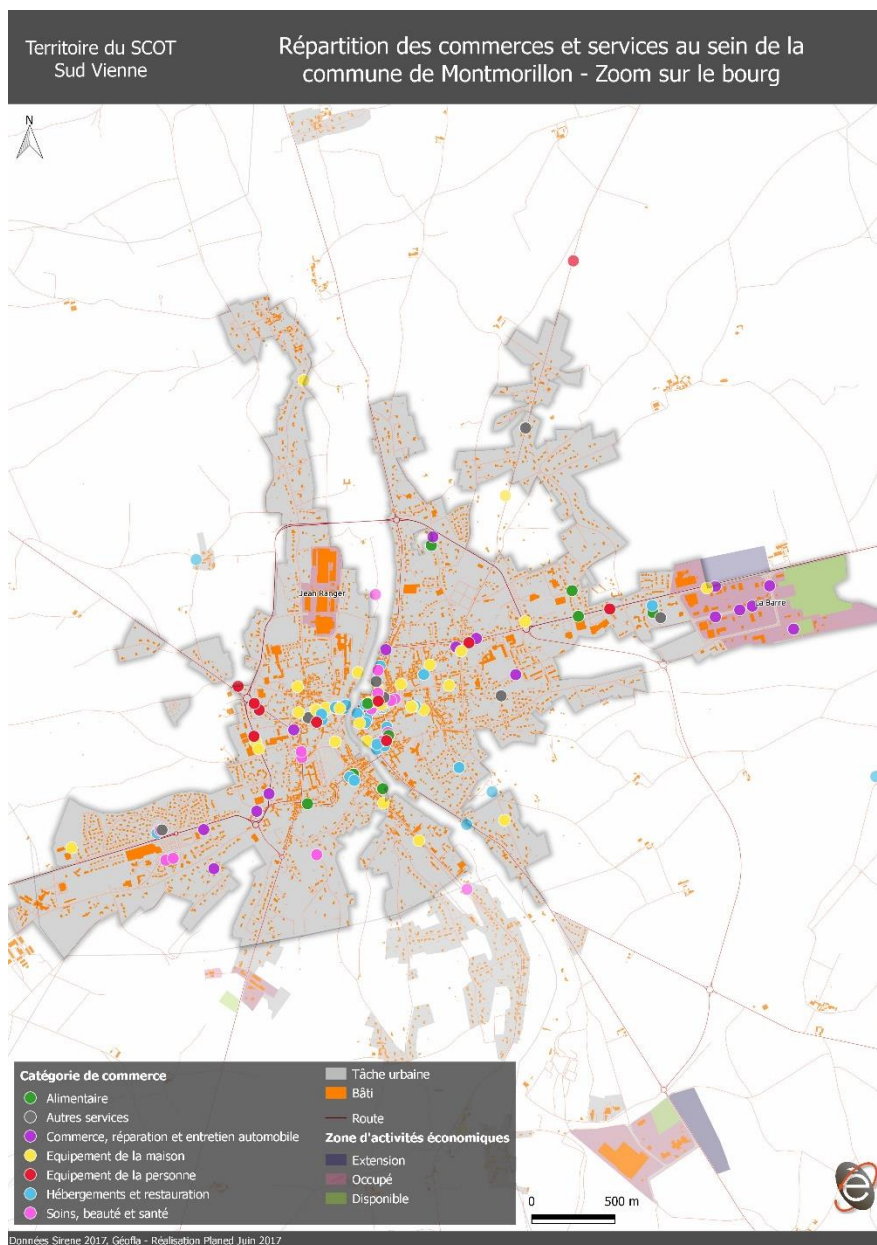 Territoire du SCOT
Sud Vienne
Répartition des commerces et services au sein de la
commune de Montmorillon - Zoom sur le bourg
N
Jean Ranger
La Barre
Catégorie de commerce
Alimentaire
Autres services
Commerce, réparation et entretien automobile
Equipement de la maison
Equipement de la personne
Hébergements et restauration
Soins, beauté et santé
Tâche urbaine
Bâti
Route
Zone d'activités économiques
Extension
Occupé
Disponible
0 500 m
Données Sirene 2017, Géofla - Réalisation Planed Juin 2017